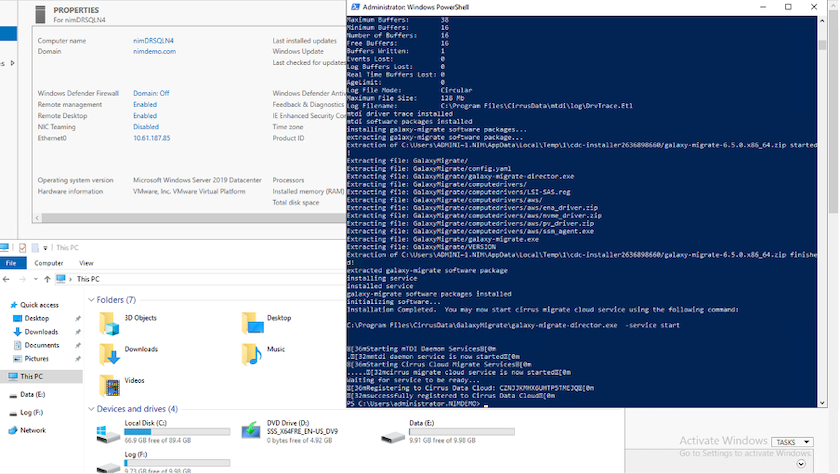 PROPERTIES
For nimDRSQLN4
Computer name
nimDRSQLN4
Domain
nimdemo.com
Last installed updates
Windows Update
Last checked for updates
Windows Defender Firewall
Domain: Off
Remote management
Enabled
Remote Desktop
Enabled
NIC Teaming
Disabled
Ethernet0
10.61.187.85
Windows Defender Antiv
Feedback & Diagnostics
IE Enhanced Security Con
Time zone
Product ID
Operating system version
Microsoft Windows Server 2019 Datacenter
Hardware information
VMware, Inc. VMware Virtual Platform
Processors
Installed memory (RAM)
Total disk space
Administrator: Windows PowerShell
Maximum Buffers: 38
Minimum Buffers: 16
Number of Buffers: 16
Free Buffers: 16
Buffers Written: 1
Events Lost: 0
Log Buffers Lost: 0
Real Time Buffers Lost: 0
AgeLimit: 0
Log File Mode: Circular
Maximum File Size: 128 Mb
Log Filename: C:\Program Files\CirrusData\mtdi\log\DrvTrace.Etl
mtdi driver trace installed
mtdi software packages installed
installing galaxy-migrate software packages...
extracting galaxy-migrate software package...
Extraction of C:\Users\ADMINI~1.NIM\AppData\Local\Temp\1\cdc-installer2636898660/galaxy-migrate-6.5.0.x86_64.zip started
Extracting file: GalaxyMigrate/
Extracting file: GalaxyMigrate/config.yaml
Extracting file: GalaxyMigrate/galaxy-migrate-director.exe
Extracting file: GalaxyMigrate/computedrivers/
Extracting file: GalaxyMigrate/computedrivers/LSI-SAS.reg
Extracting file: GalaxyMigrate/computedrivers/aws/
Extracting file: GalaxyMigrate/computedrivers/aws/ena_driver.zip
Extracting file: GalaxyMigrate/computedrivers/aws/nvme_driver.zip
Extracting file: GalaxyMigrate/computedrivers/aws/pv_driver.zip
Extracting file: GalaxyMigrate/computedrivers/aws/ssm_agent.exe
Extracting file: GalaxyMigrate/galaxy-migrate.exe
Extracting file: GalaxyMigrate/VERSION
Extraction of C:\Users\ADMINI~1.NIM\AppData\Local\Temp\1\cdc-installer2636898660/galaxy-migrate-6.5.0.x86_64.zip finishe
d!
extracted galaxy-migrate software package
installing service
installed service
galaxy-migrate software packages installed
initializing software...
Installation Completed. You may now start cirrus migrate cloud service using the following command:
C:\Program Files\CirrusData\GalaxyMigrate\galaxy-migrate-director.exe -service start
[36mStarting mTDI Daemon Services[0m
.[32mmtdi daemon service is now started[0m
[36mStarting Cirrus Cloud Migrate Services[0m
.....[32mcirrus migrate cloud service is now started[0m
Waiting for service to be ready...
[36mRegistering to Cirrus Data Cloud: [0m
[32msuccessfully registered to Cirrus Data Cloud[0m
PS C:\Users\administrator.NIMDEMO>
This PC
File
Computer
View
This PC
Quick access
Desktop
Downloads
Documents
Pictures
This PC
Data (E:)
Log (F:)
Network
Folders (7)
3D Objects
Desktop
Downloads
Music
Videos
Devices and drives (4)
Local Disk (C:)
66.9 GB free of 89.4 GB
DVD Drive (D:)
SSS_X64FRE_EN-US_DV9
0 bytes free of 4.92 GB
Data (E:)
9.91 GB free of 9.98 GB
Log (F:)
9.73 GB free of 9.98 GB
Activate Windows
Go to Settings to activate Windows.
TASKS